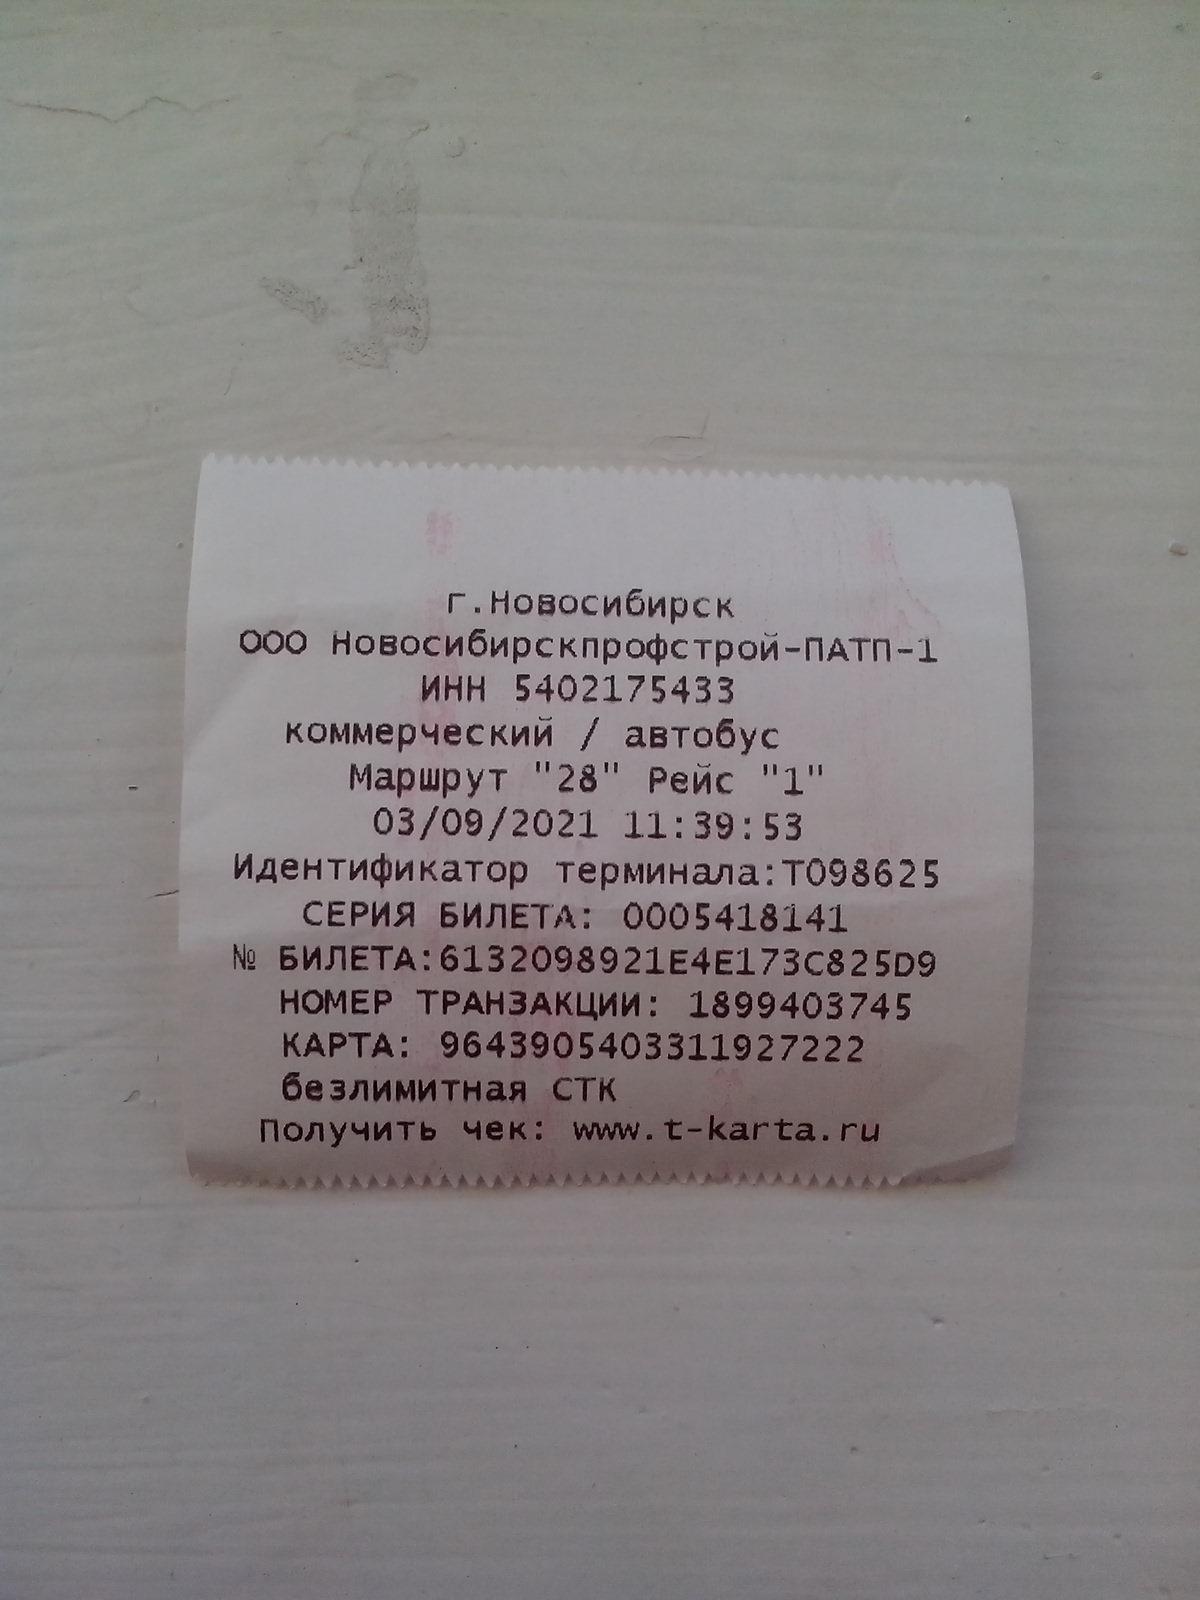 г.Новосибирск
ООО Новосибирскпрофстрой-ПАТП-1
ИНН 5402175433
коммерческий / автобус
Маршрут "28" Рейс "1"
03/09/2021 11:39:53
Идентификатор терминала:Т098625
СЕРИЯ БИЛЕТА: 0005418141
№ БИЛЕТА:6132098921E4E173C825D9
НОМЕР ТРАНЗАКЦИИ: 1899403745
КАРТА: 9643905403311927222
безлимитная СТК
Получить чек: www.t-karta.ru